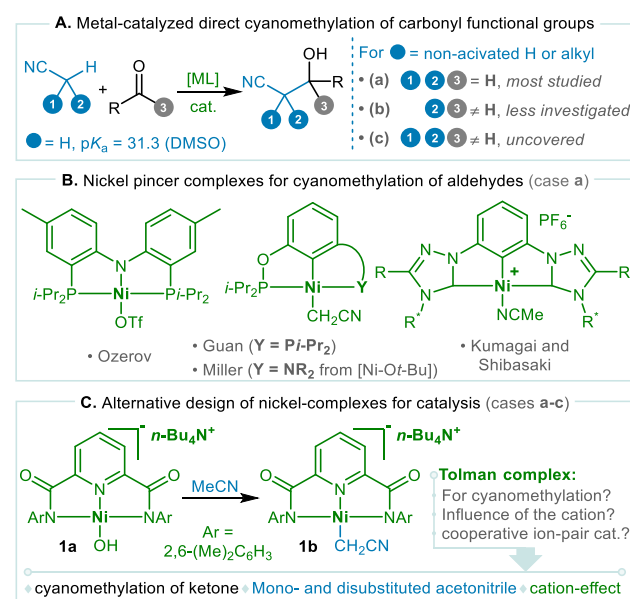 A. Metal-catalyzed direct cyanomethylation of carbonyl functional groups
NC H 1 2 + O R 3 [ML] cat. NC OH R 3 1 2
= H, pKa = 31.3 (DMSO)
For = non-acivated H or alkyl
• (a) 1 2 3 = H, most studied
• (b) 2 3 ≠ H, less investigated
• (c) 1 2 3 ≠ H, uncovered
B. Nickel pincer complexes for cyanomethylation of aldehydes (case a)
N i-Pr2P Ni PiPr2 OTf
• Ozerov
O i-Pr2P Ni Y CH2CN
• Guan (Y = Pi-Pr2)
• Miller (Y = NR2 from [Ni-Ot-Bu])
PF6-
R N N N R* Ni + NCMe N N N R R*
• Kumagai and
Shibasaki
C. Alternative design of nickel-complexes for catalysis (cases a-c)
- n-Bu4N+
O N O ArN Ni NAr OH
1a
MeCN
Ar =
2,6-(Me)2C6H3
- n-Bu4N+
O N O ArN Ni NAr CH2CN
1b
Tolman complex:
For cyanomethylation?
Influence of the cation?
cooperative ion-pair cat.?
cyanomethylation of ketone Mono- and disubstituted acetonitrile cation-effect